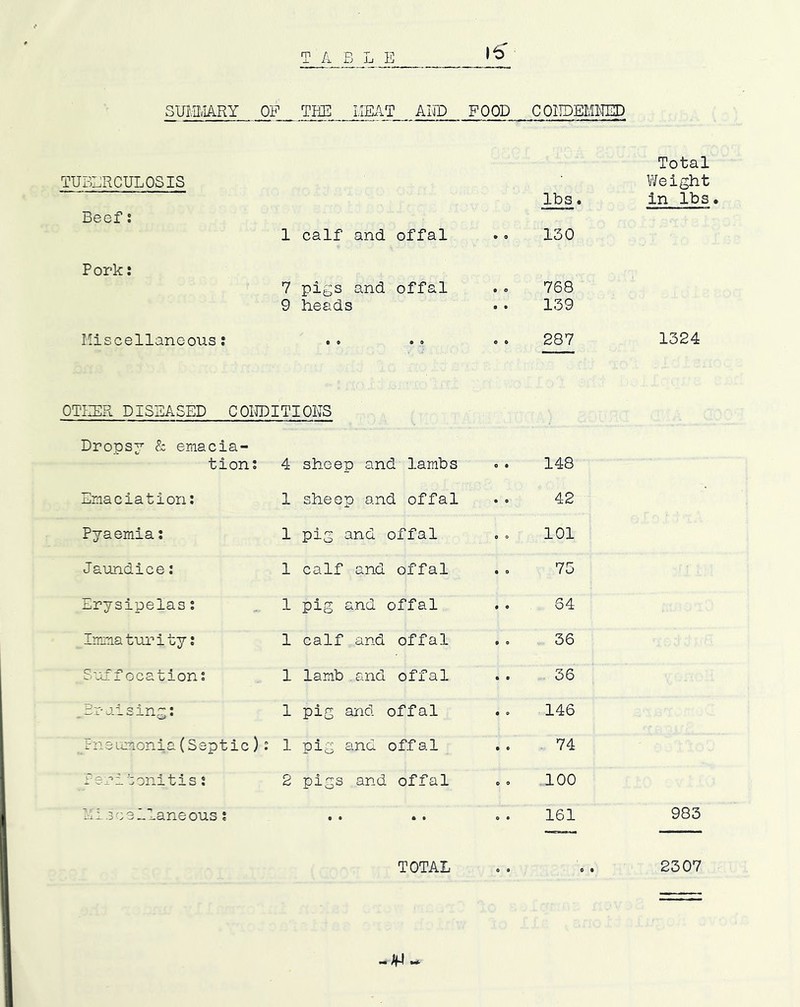 TABLE 15
SUMMARY OF THE MEAT AND FOOD CONDEMNED
Total
TUBERCULOSIS Weight
lbs. in lbs.
Beef:
1 calf and offal .. 130
Pork:
7 pigs and offal .. 768
9 heads .. 139
Miscellaneous: .. .. .. 287 1324
OTHER DISEASED CONDITIONS
Dropsy & emacia-
tion: 4 sheep and lambs .. 148
Emaciation: 1 sheep and offal .. 42
Pyaemia: 1 pig and offal .. 101
Jaundice: 1 calf and offal .. 75
Erysipelas: 1 pig and offal .. 64
Immaturity: 1 calf and offal .. 36
Suffocation: 1 lamb and offal .. 36
Bruising: 1 pig and offal .. 146
Pneumonia(Septic): 1 pig and offal .. 74
Peritonitis: 2 pigs and offal .. 100
Miscellaneous: .. .. .. 161 983
TOTAL .. .. 2307